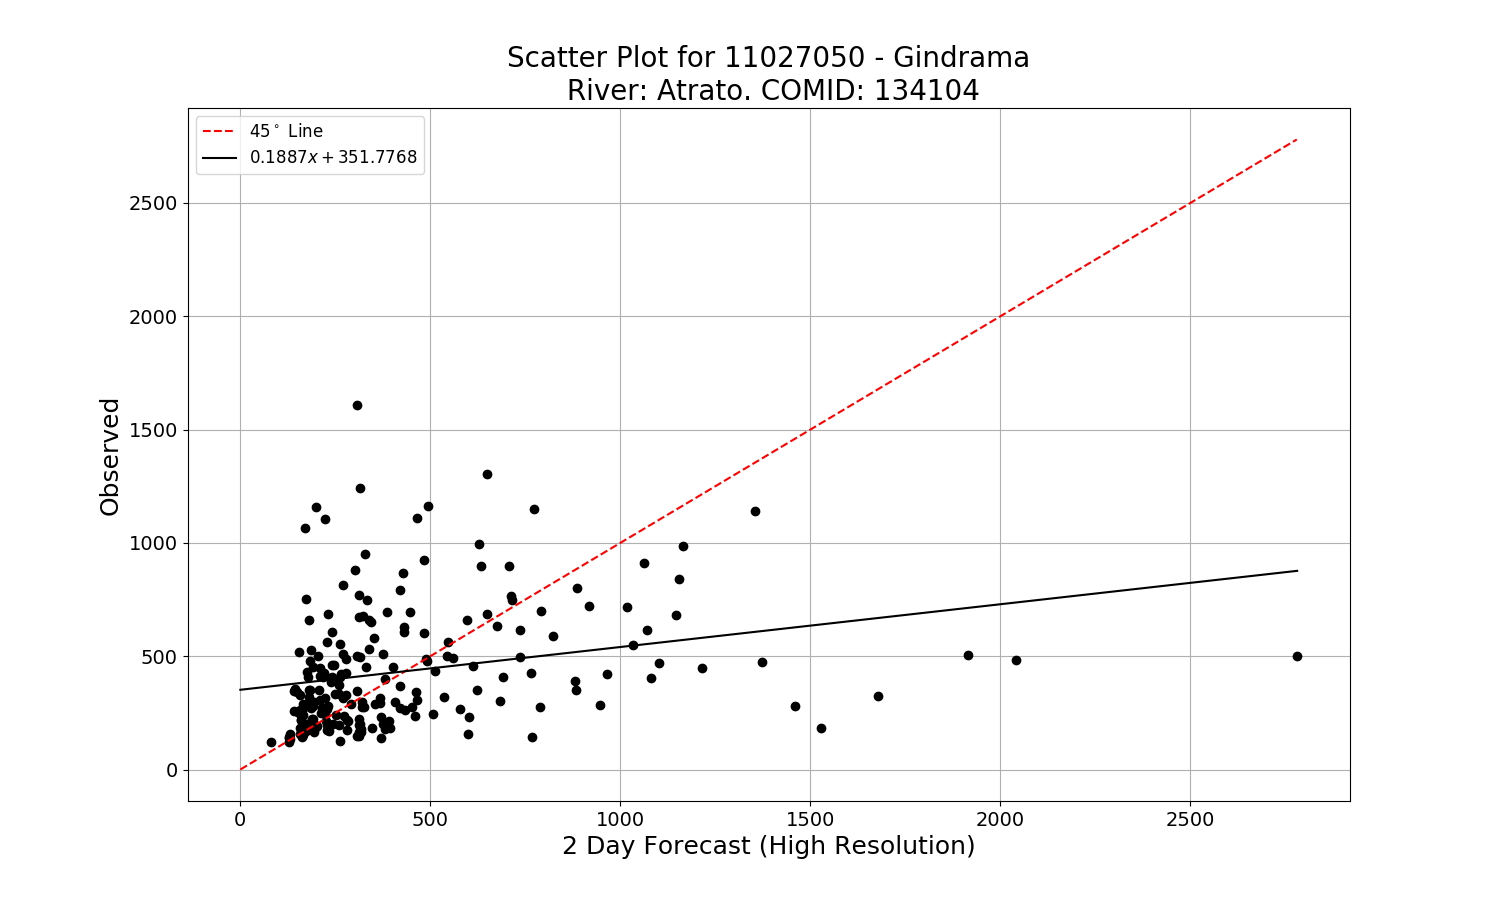 Scatter Plot for 11027050 - Gindrama
River: Atrato. COMID: 134104
45° Line
0.1887x + 351.7768
2500
2000
1500
1000
500
0
Observed
0 500 1000 1500 2000 2500
2 Day Forecast (High Resolution)